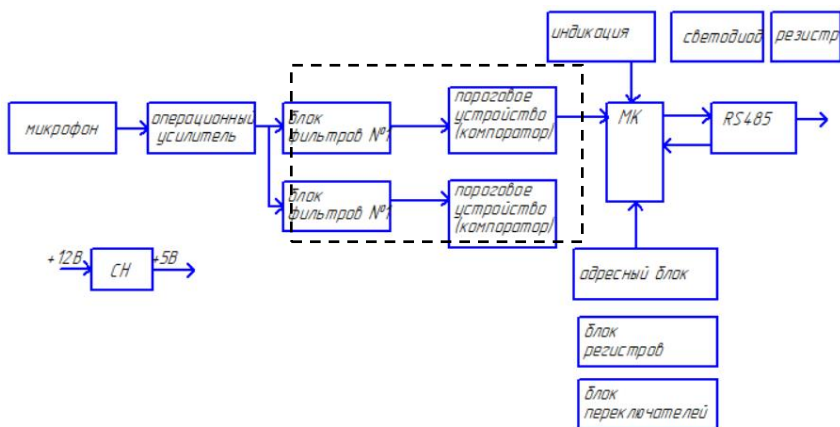 индикация
светодиод
резистр
микрофон
операционный
усилитель
блок
фильтров №1
пороговое
устройство
(компаратор)
МК
RS485
блок
фильтров №1
пороговое
устройство
(компаратор)
+12В
СН
+5В
адресный блок
блок
регистров
блок
переключателей